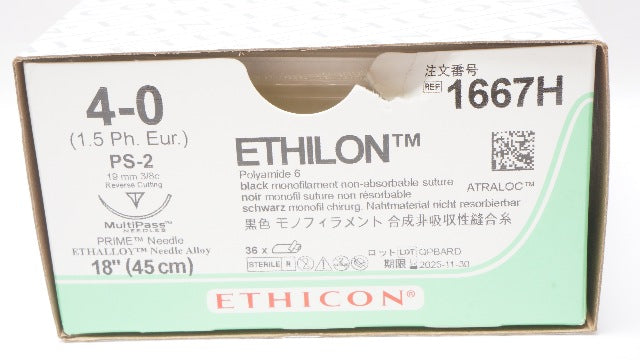 4-0
(1.5 Ph. Eur.)
PS-2
19 mm 3/8c
Reverse Cutting
MultiPass™
NEEDLES
PRIME™ Needle
ETHALLOY™ Needle Alloy
18" (45 cm)
注文番号
REF 1667H
ETHILON™
Polyamide 6
black monofilament non-absorbable suture
noir monofil suture non résorbable
schwarz monofil chirurg. Nahtmaterial nicht resorbierbar
黒色 モノフィラメント 合成非吸収性縫合糸
ATRALOC™
36 x
STERILE R
ロット LOT QPBARD
期限 2025-11-30
ETHICON®